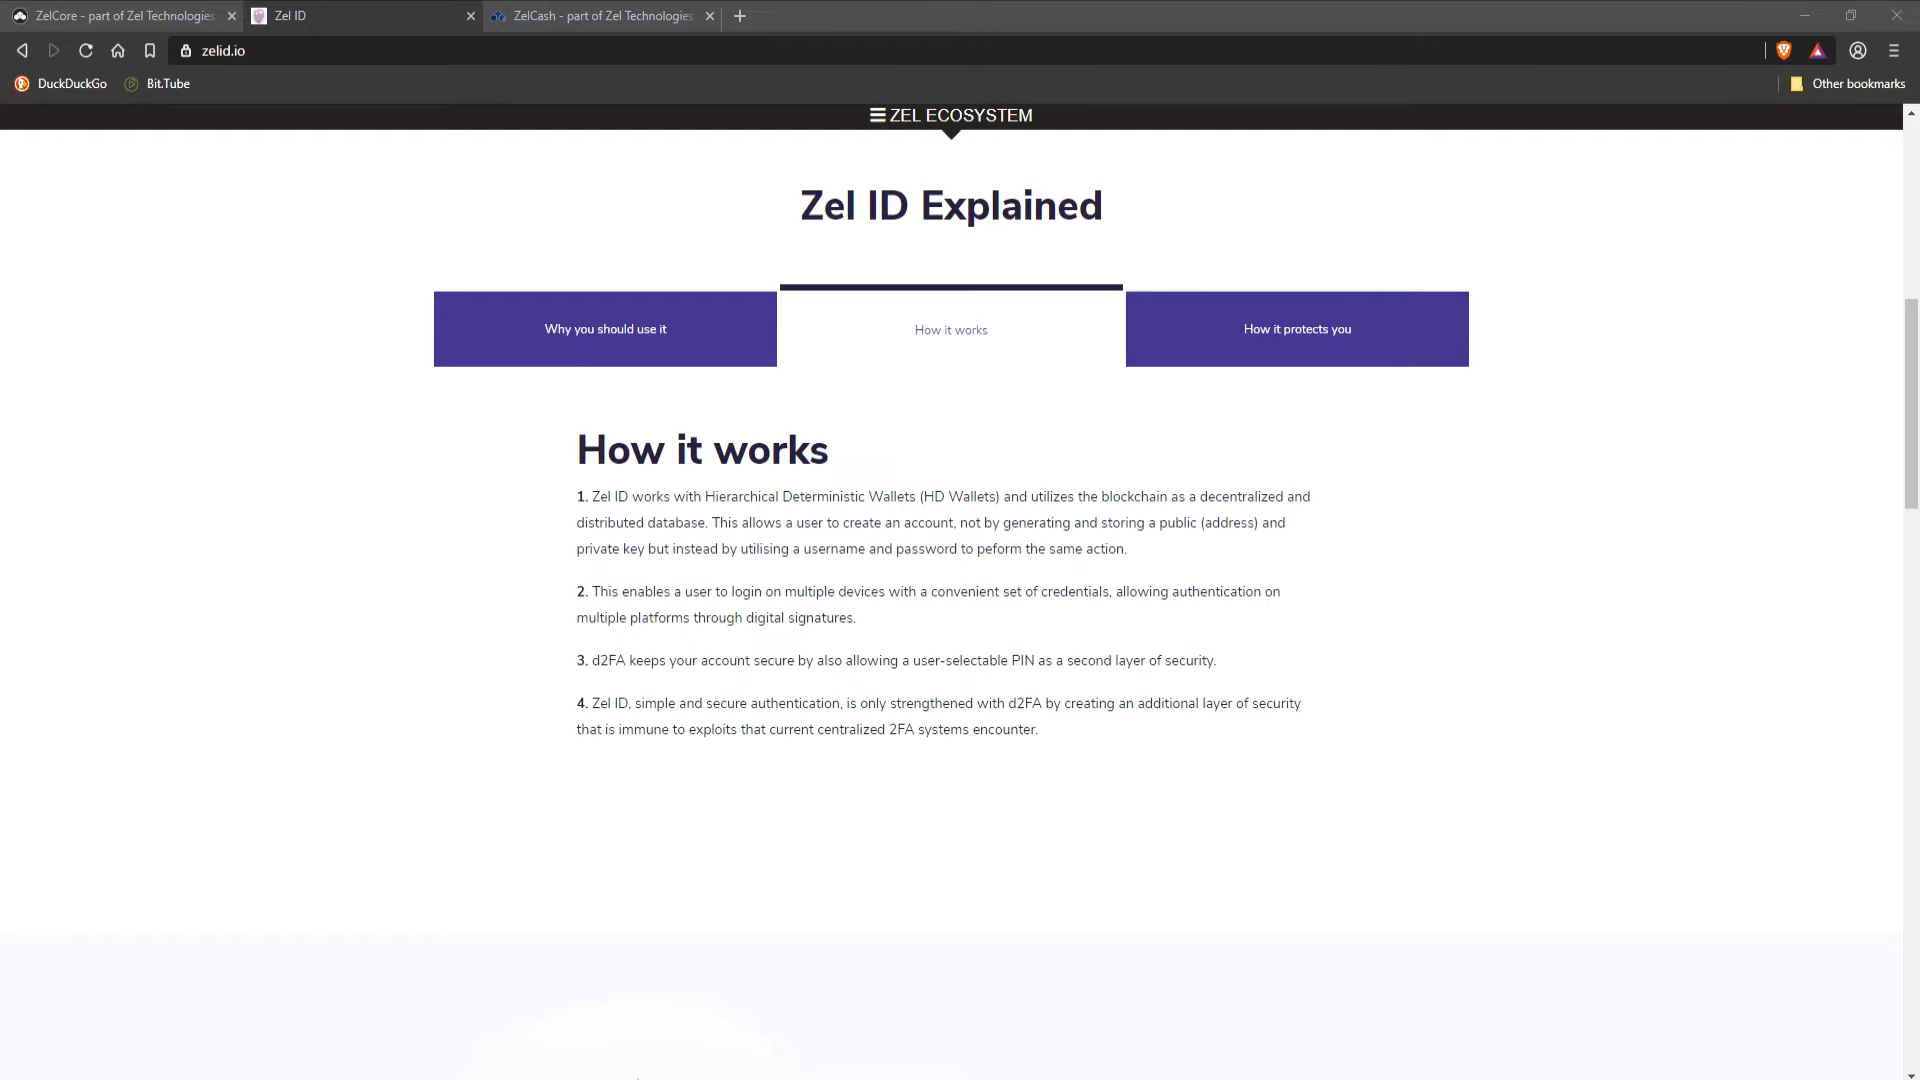 ZelCore - part of Zel Technologies
Zel ID
ZelCash - part of Zel Technologies
zelid.io
DuckDuckGo
Bit.Tube
Other bookmarks
ZEL ECOSYSTEM
Zel ID Explained
Why you should use it
How it works
How it protects you
How it works
1. Zel ID works with Hierarchical Deterministic Wallets (HD Wallets) and utilizes the blockchain as a decentralized and
distributed database. This allows a user to create an account, not by generating and storing a public (address) and
private key but instead by utilising a username and password to peform the same action.
2. This enables a user to login on multiple devices with a convenient set of credentials, allowing authentication on
multiple platforms through digital signatures.
3. d2FA keeps your account secure by also allowing a user-selectable PIN as a second layer of security.
4. Zel ID, simple and secure authentication, is only strengthened with d2FA by creating an additional layer of security
that is immune to exploits that current centralized 2FA systems encounter.